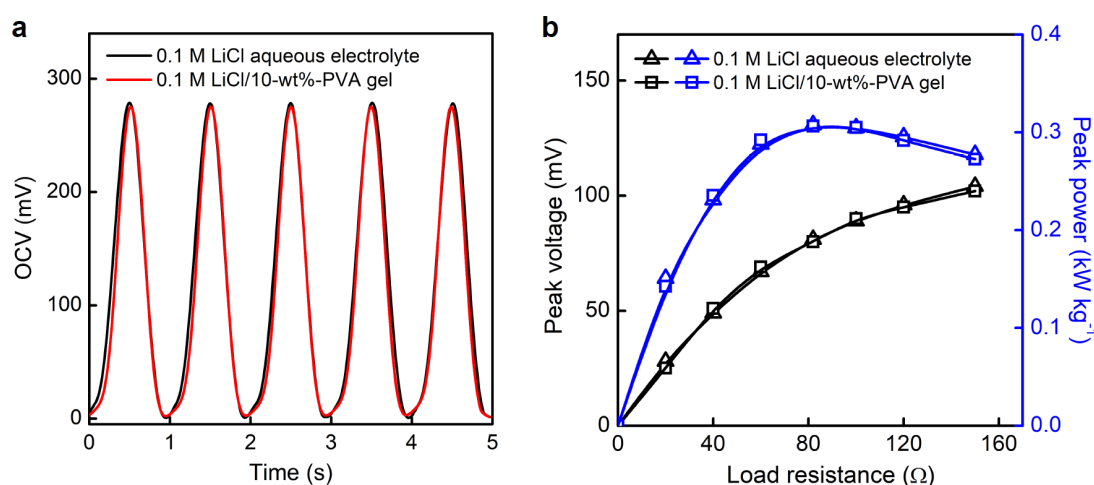 a
0.1 M LiCl aqueous electrolyte
0.1 M LiCl/10-wt%-PVA gel
OCV (mV)
300
200
100
0
0 1 2 3 4 5
Time (s)
b
0.1 M LiCl aqueous electrolyte
0.1 M LiCl/10-wt%-PVA gel
Peak voltage (mV)
150
100
50
0
0 40 80 120 160
Load resistance (Ω)
0.4
0.3
0.2
0.1
0.0
Peak power (kW kg⁻¹)